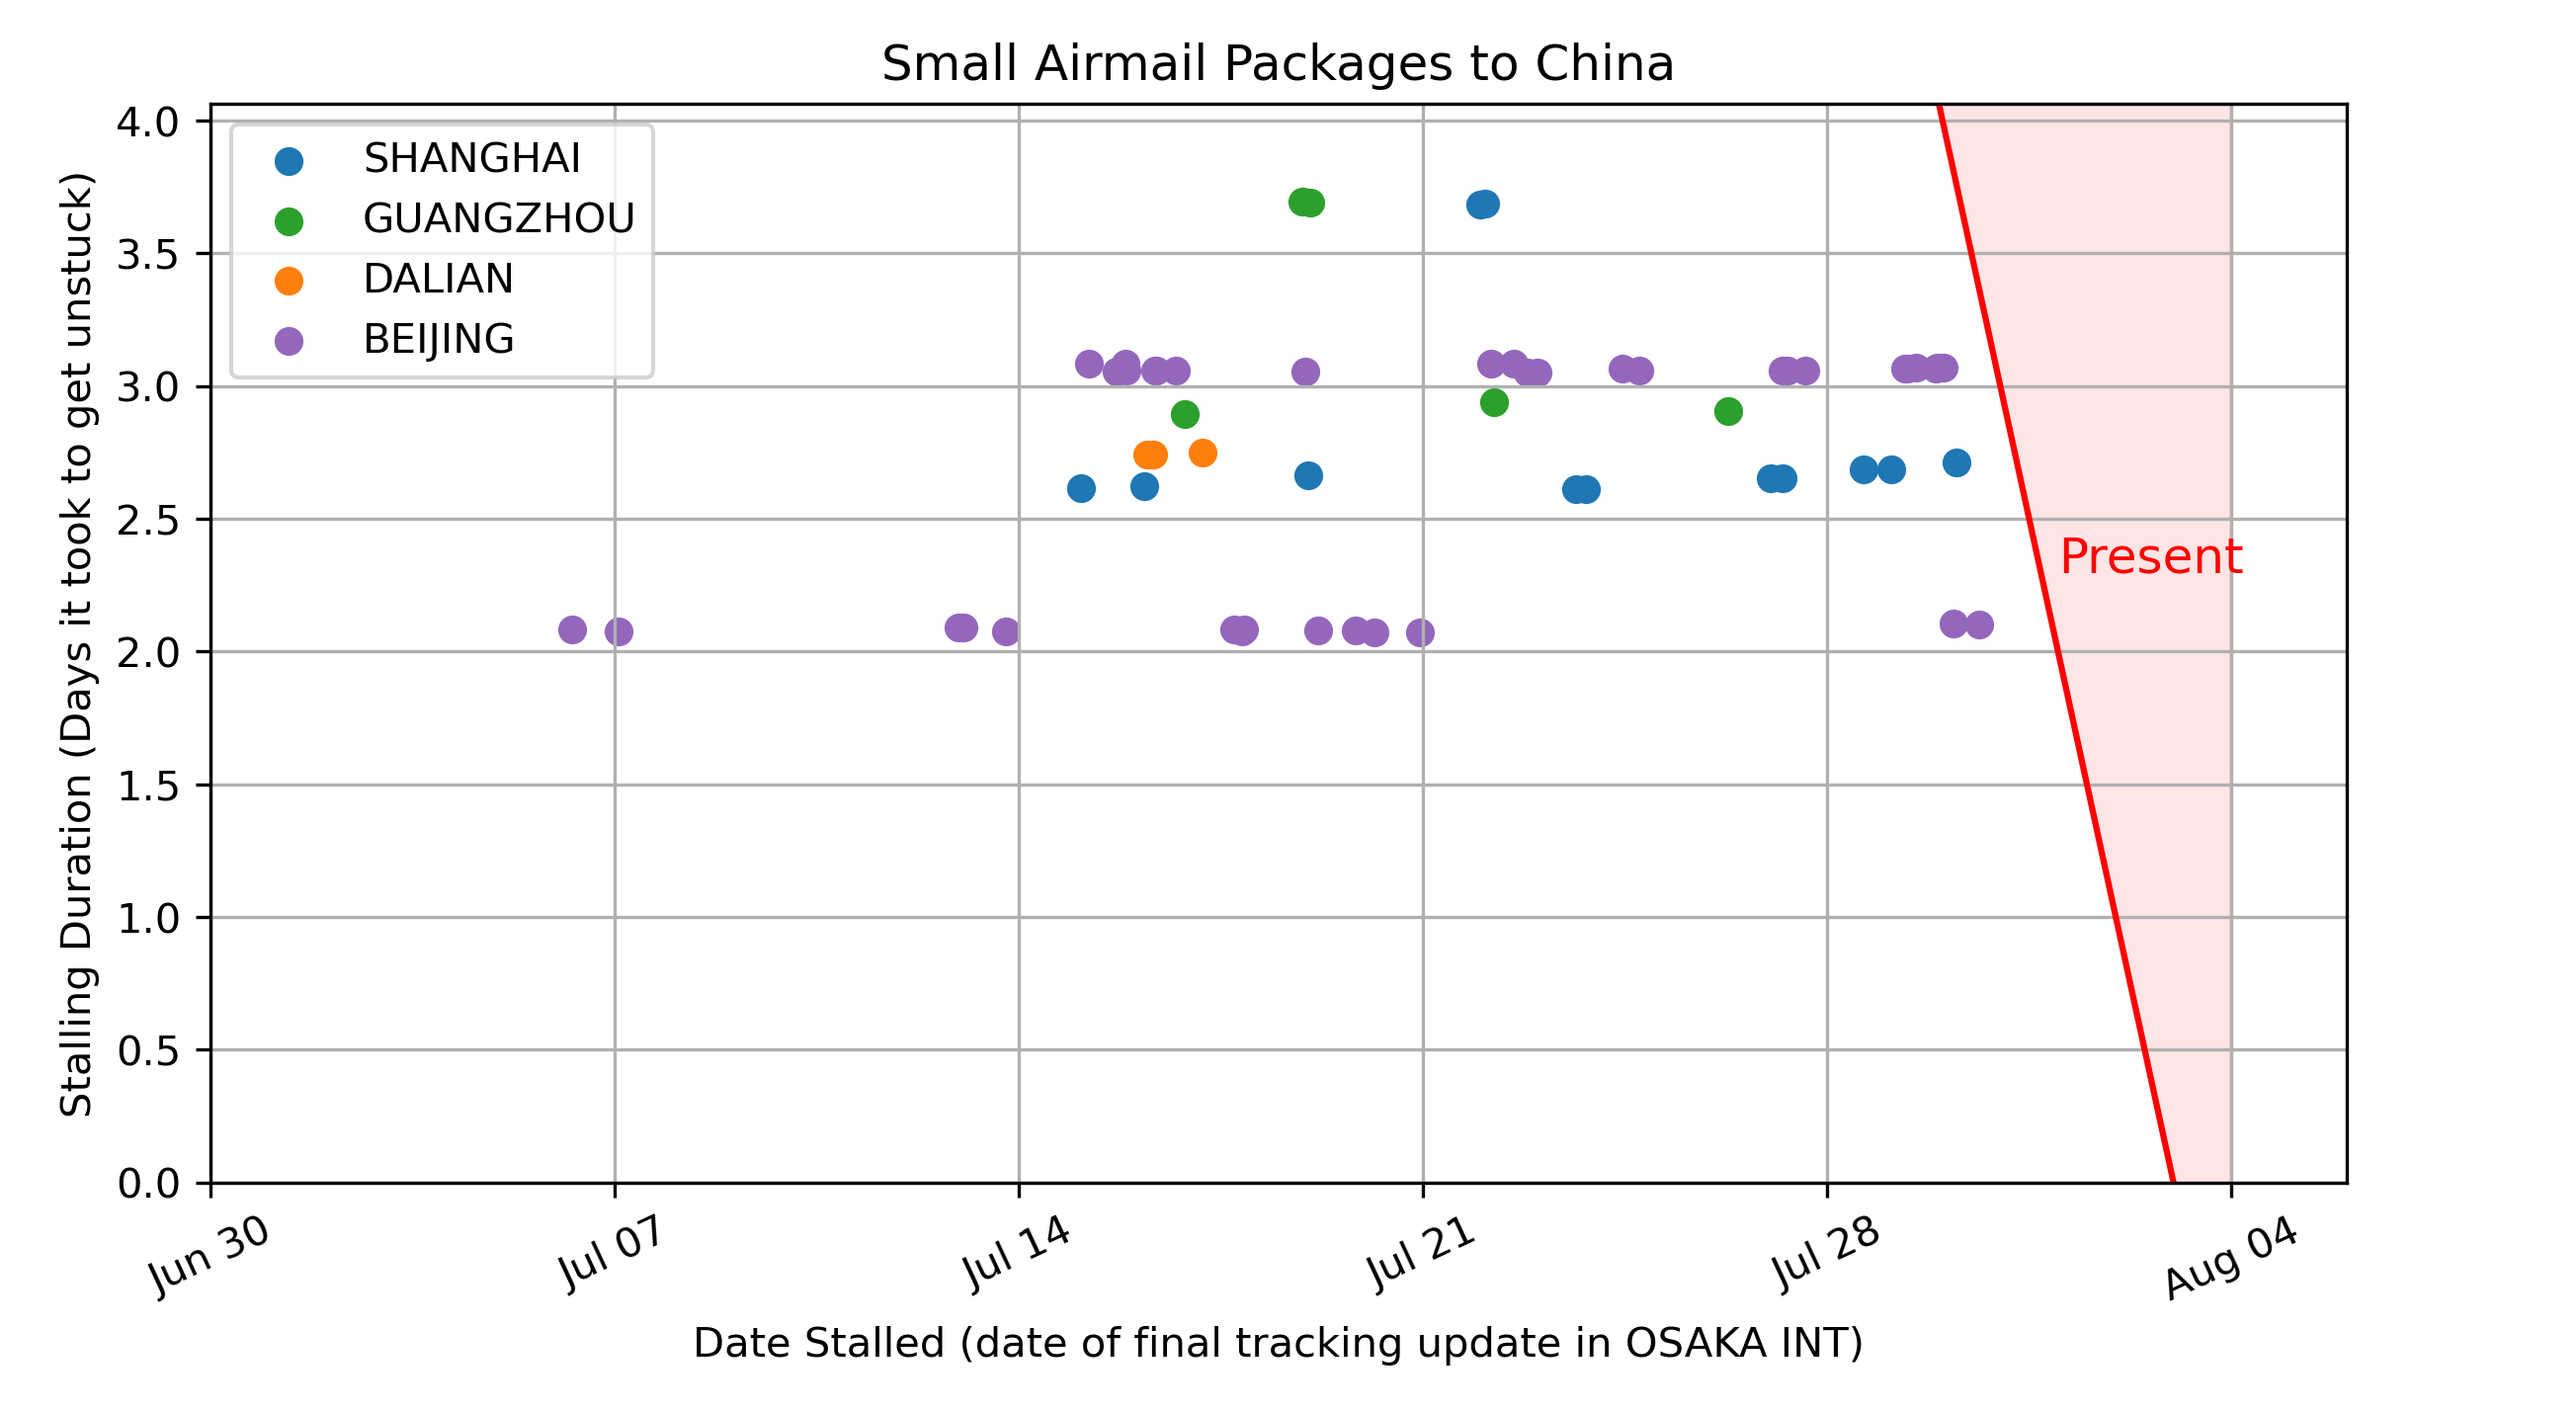 Small Airmail Packages to China
Stalling Duration (Days it took to get unstuck)
4.0
3.5
3.0
2.5
2.0
1.5
1.0
0.5
0.0
SHANGHAI
GUANGZHOU
DALIAN
BEIJING
Present
Jun 30
Jul 07
Jul 14
Jul 21
Jul 28
Aug 04
Date Stalled (date of final tracking update in OSAKA INT)